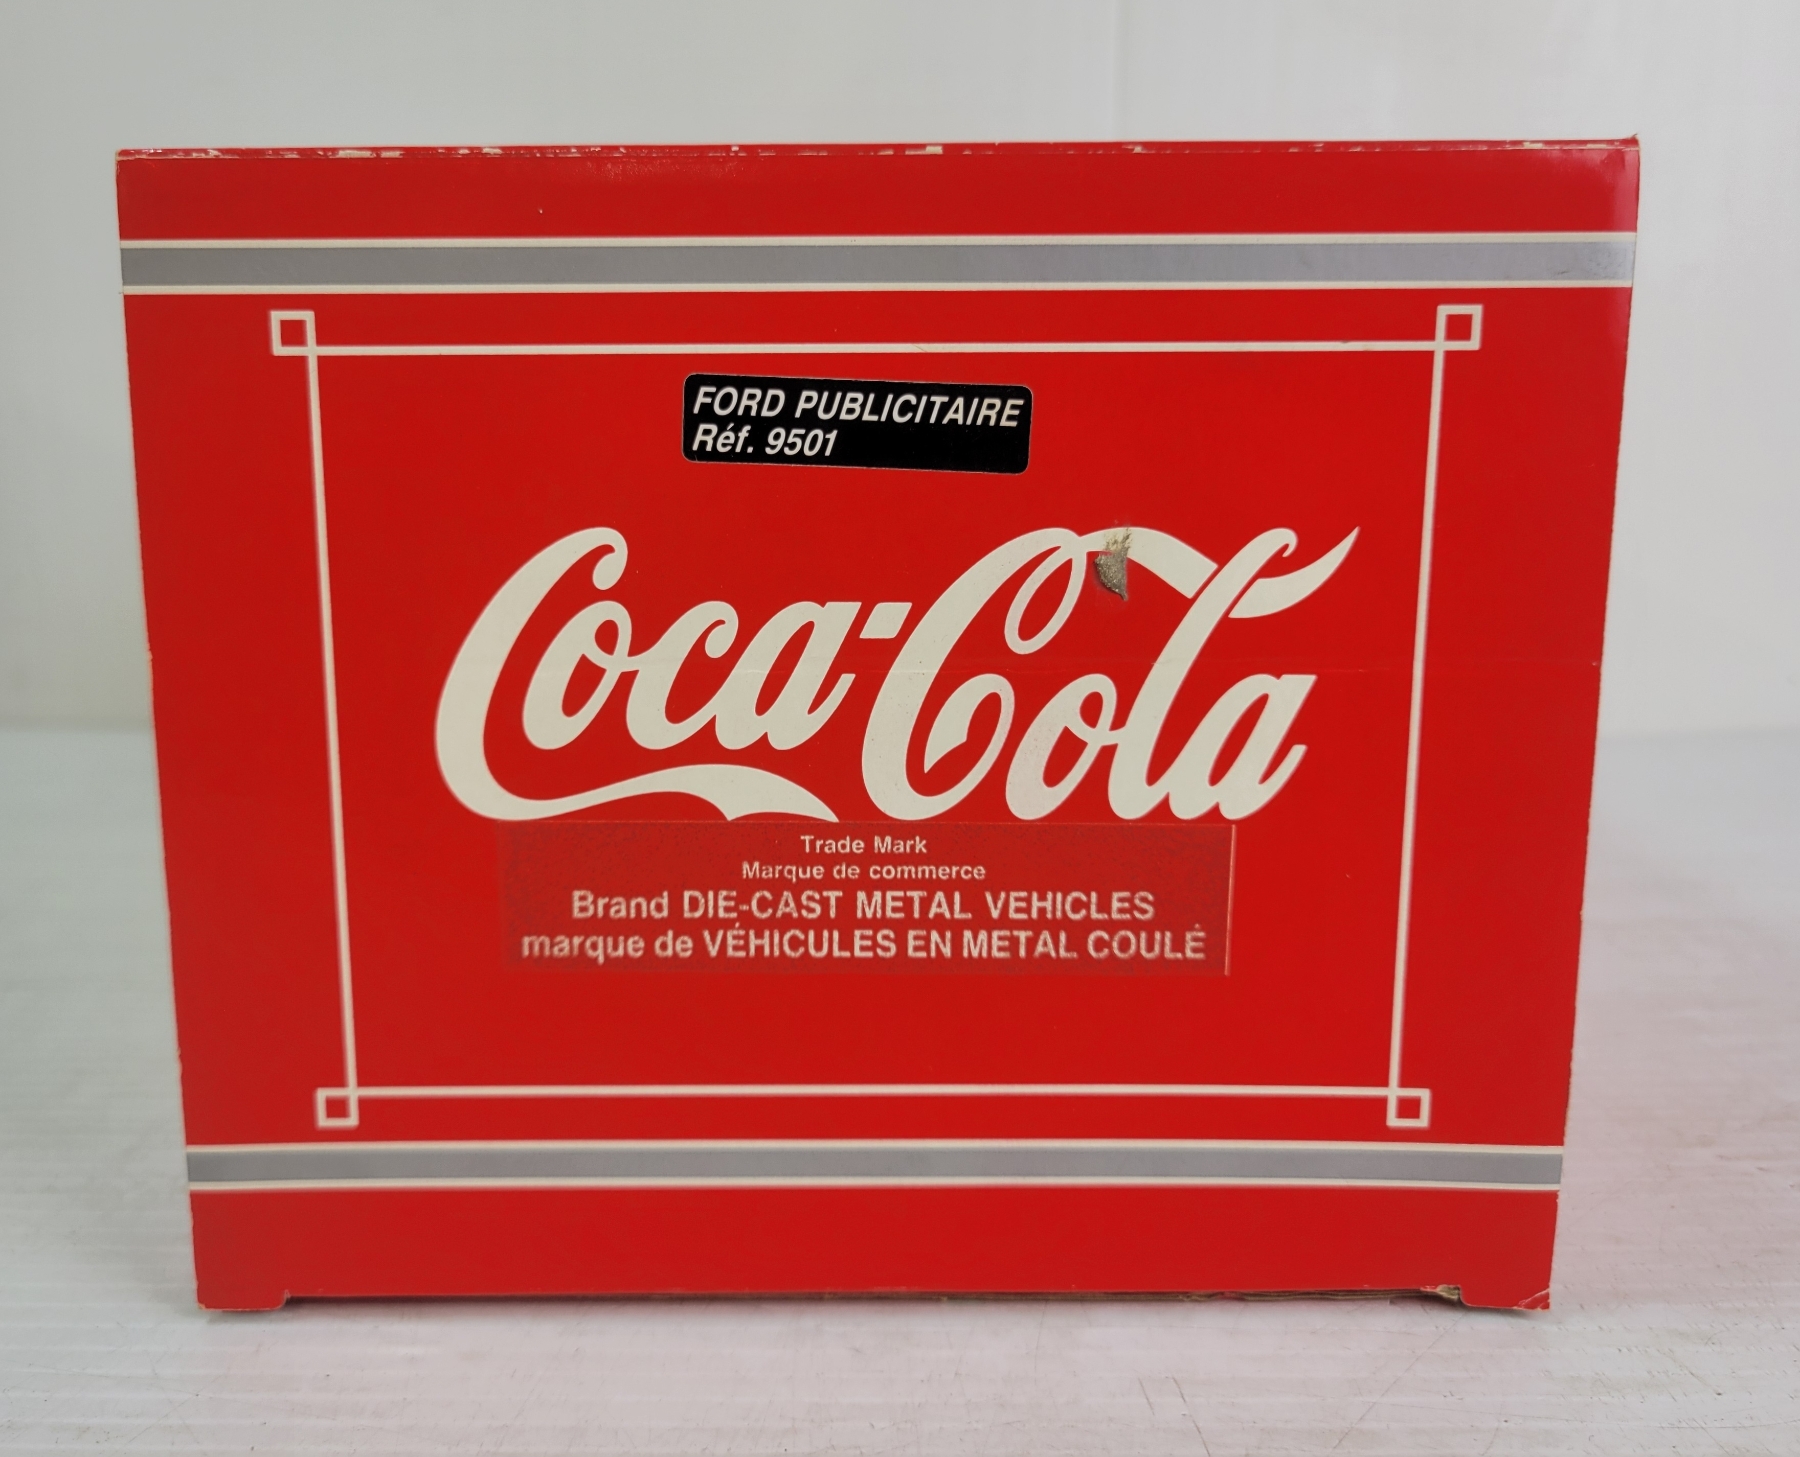 FORD PUBLICITAIRE
Réf. 9501
Coca-Cola
Trade Mark
Marque de commerce
Brand DIE-CAST METAL VEHICLES
marque de VÉHICULES EN METAL COULÉ